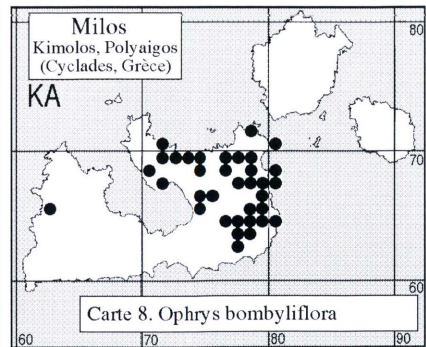 Milos
Kimolos, Polyaigos
(Cyclades, Grèce)
KA
80
70
60
Carte 8. Ophrys bombyliflora
60
70
80
90